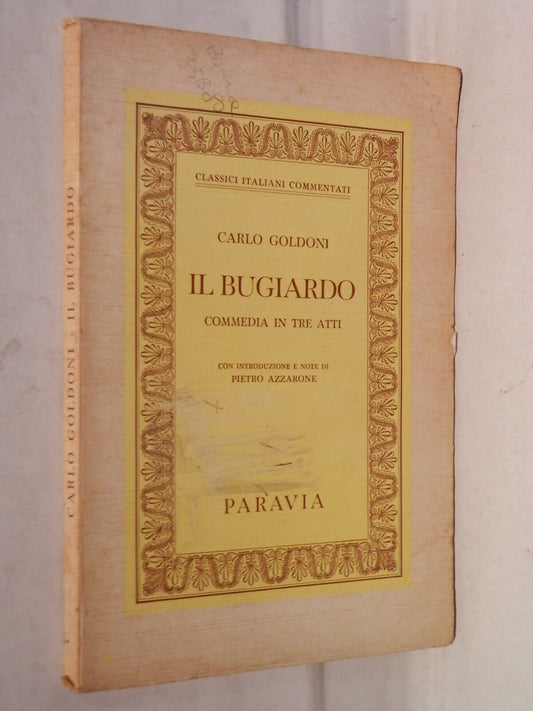 CLASSICI ITALIANI COMMENTATI
CARLO GOLDONI
IL BUGIARDO
COMMEDIA IN TRE ATTI
CON INTRODUZIONE E NOTE DI
PIETRO AZZARONE
PARAVIA
CARLO GOLDONI - IL BUGIARDO